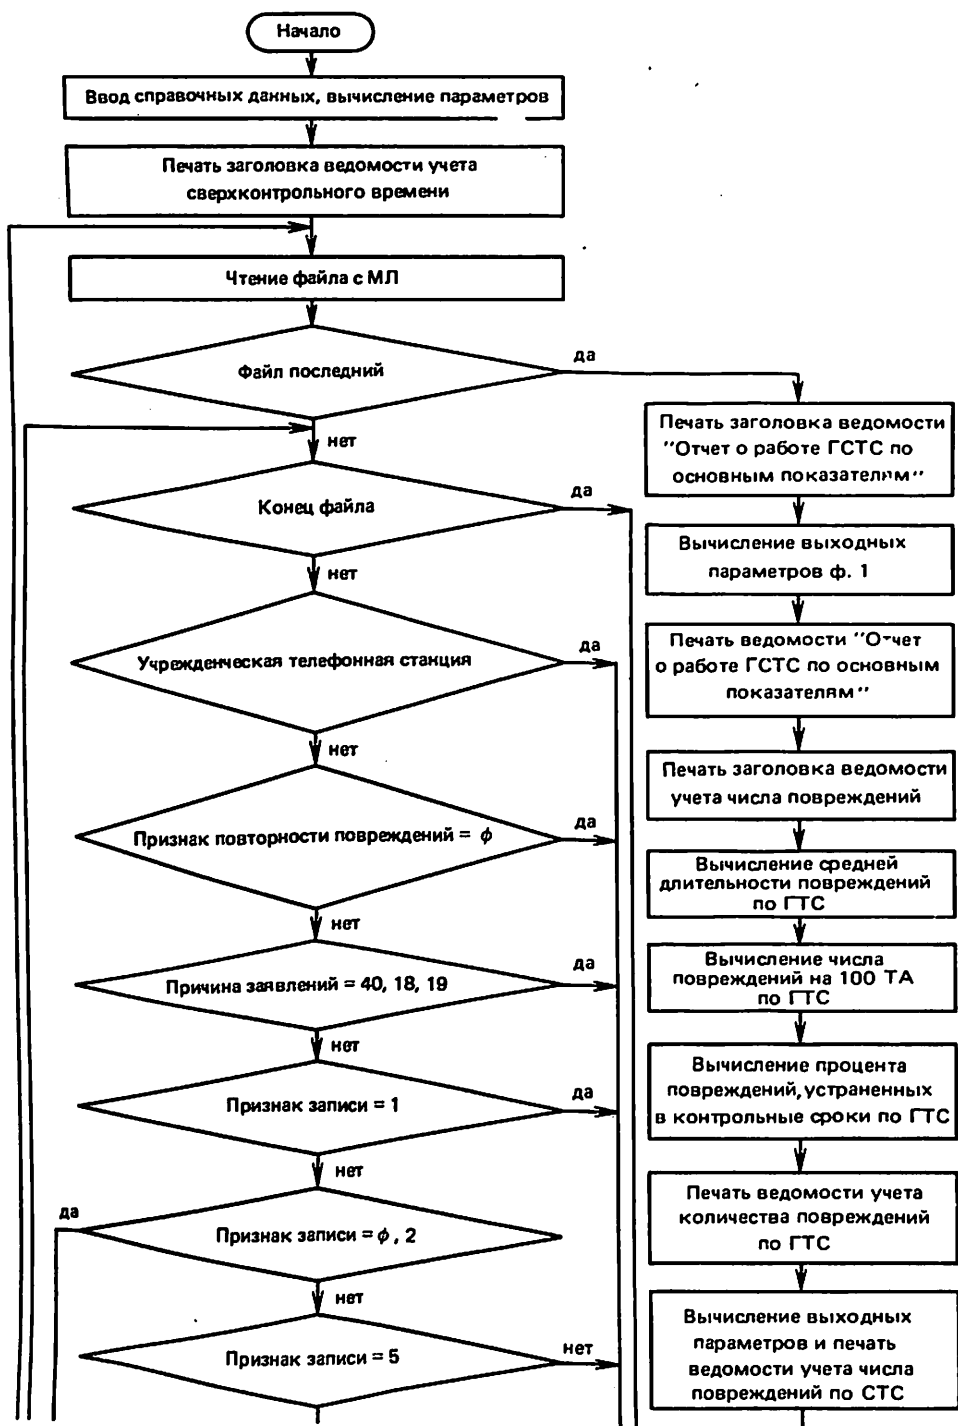 Начало
Ввод справочных данных, вычисление параметров
Печать заголовка ведомости учета
сверхконтрольного времени
Чтение файла с МЛ
Файл последний
да
нет
Конец файла
да
нет
Учрежденческая телефонная станция
да
нет
Признак повторности повреждений = ϕ
да
нет
Причина заявлений = 40, 18, 19
да
нет
Признак записи = 1
да
нет
Признак записи = ϕ, 2
да
нет
Признак записи = 5
нет
Печать заголовка ведомости
"Отчет о работе ГСТС по
основным показателям"
Вычисление выходных
параметров ф. 1
Печать ведомости "Отчет
о работе ГСТС по основным
показателям"
Печать заголовка ведомости
учета числа повреждений
Вычисление средней
длительности повреждений
по ГТС
Вычисление числа
повреждений на 100 ТА
по ГТС
Вычисление процента
повреждений, устраненных
в контрольные сроки по ГТС
Печать ведомости учета
количества повреждений
по ГТС
Вычисление выходных
параметров и печать
ведомости учета числа
повреждений по СТС